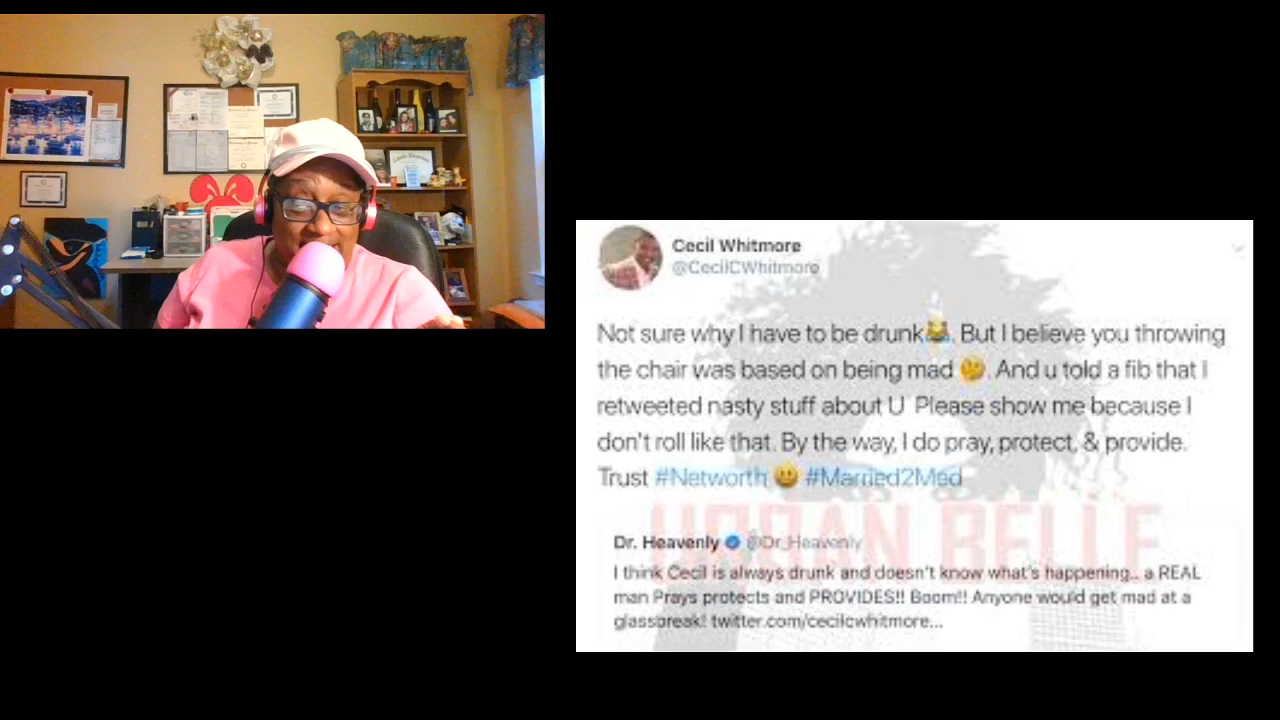 Cecil Whitmore
@CecilCWhitmore
Not sure why I have to be drunk😹. But I believe you throwing
the chair was based on being mad 🤔. And u told a fib that I
retweeted nasty stuff about U Please show me because I
don't roll like that. By the way, I do pray, protect, & provide.
Trust #Networth 😃 #Married2Med
URBAN BELLE
Dr. Heavenly @Dr_Heavenly
I think Cecil is always drunk and doesn't know what's happening.. a REAL
man Prays protects and PROVIDES!! Boom!! Anyone would get mad at a
glassbreak! twitter.com/cecilcwhitmore...